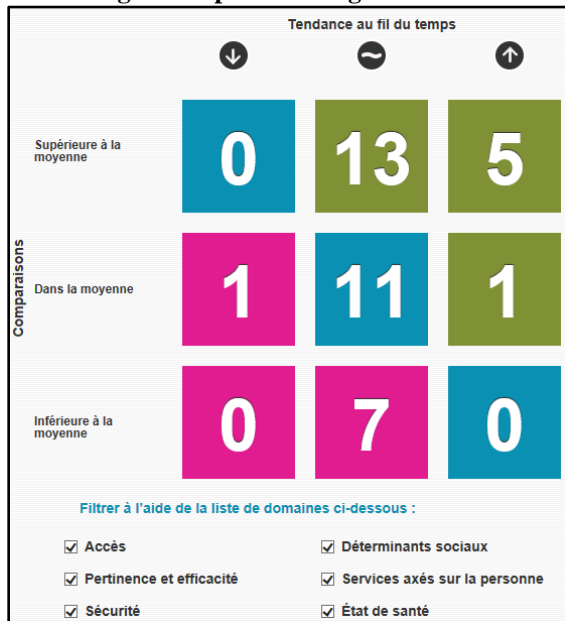 Tendance au fil du temps
Supérieure à la
moyenne
0
13
5
Comparaisons
Dans la moyenne
1
11
1
Inférieure à la
moyenne
0
7
0
Filtrer à l'aide de la liste de domaines ci-dessous :
Accès
Déterminants sociaux
Pertinence et efficacité
Services axés sur la personne
Sécurité
État de santé